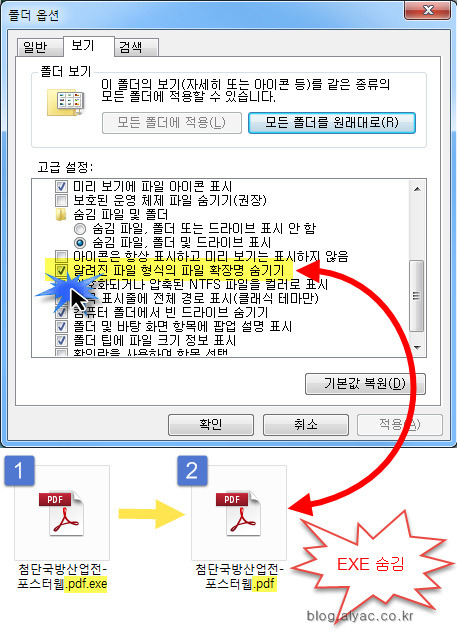 폴더 옵션
일반 보기 검색
폴더 보기
이 폴더의 보기(자세히 또는 아이콘 등)를 같은 종류의
모든 폴더에 적용할 수 있습니다.
모든 폴더에 적용(L) 모든 폴더를 원래대로(R)
고급 설정:
미리 보기에 파일 아이콘 표시
보호된 운영 체제 파일 숨기기(권장)
숨김 파일 및 폴더
숨김 파일, 폴더 또는 드라이브 표시 안 함
숨김 파일, 폴더 및 드라이브 표시
아이콘은 항상 표시하고 미리 보기는 표시하지 않음
알려진 파일 형식의 파일 확장명 숨기기
화되거나 압축된 NTFS 파일을 컬러로 표시
표시줄에 전체 경로 표시(클래식 테마만)
컴퓨터 폴더에서 빈 드라이브 숨기기
폴더 및 바탕 화면 항목에 팝업 설명 표시
폴더 팁에 파일 크기 정보 표시
확인란을 사용하여 항목 선택
기본값 복원(D)
확인 취소 적용(A)
1 2
PDF PDF
첨단국방산업전-
포스터웹.pdf.exe
첨단국방산업전-
포스터웹.pdf
EXE 숨김
blog.alyac.co.kr